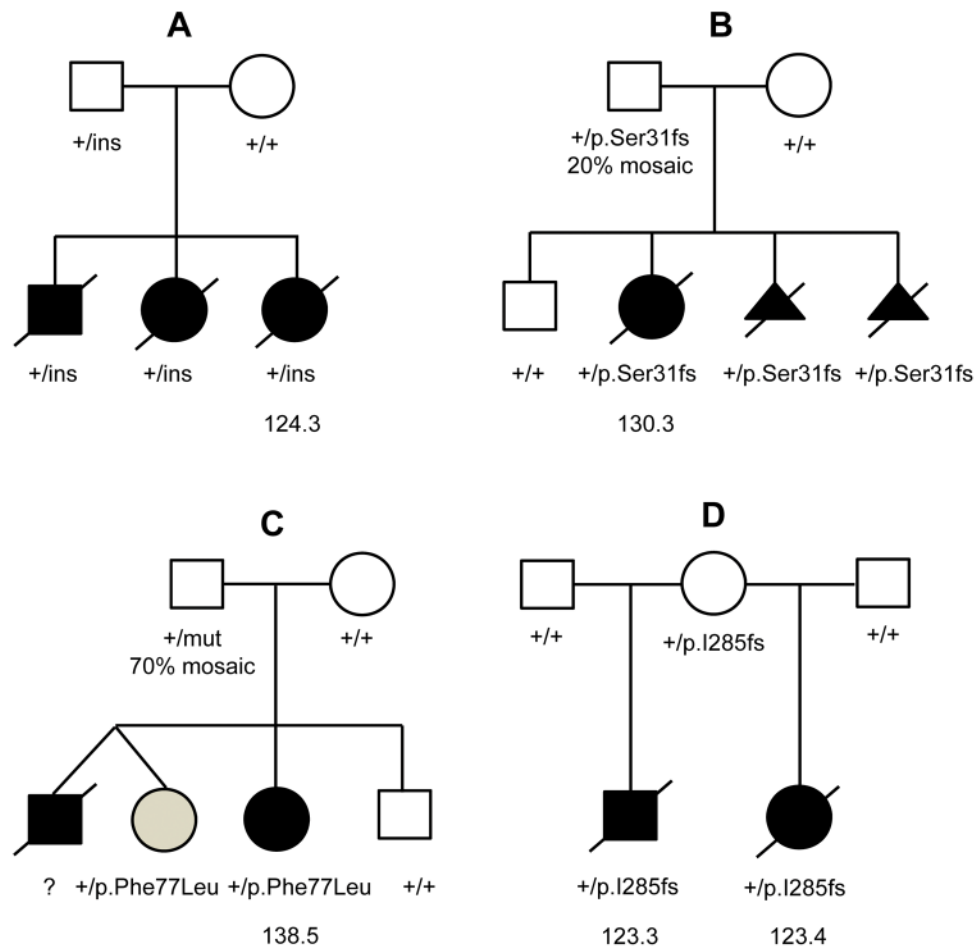 A
B
+/ins
+/+
+/p.Ser31fs
20% mosaic
+/+
+/ins
+/ins
+/ins
+/+
+/p.Ser31fs
+/p.Ser31fs
+/p.Ser31fs
124.3
130.3
C
D
+/mut
70% mosaic
+/+
+/+
+/p.I285fs
+/+
?
+/p.Phe77Leu
+/p.Phe77Leu
+/+
+/p.I285fs
+/p.I285fs
138.5
123.3
123.4